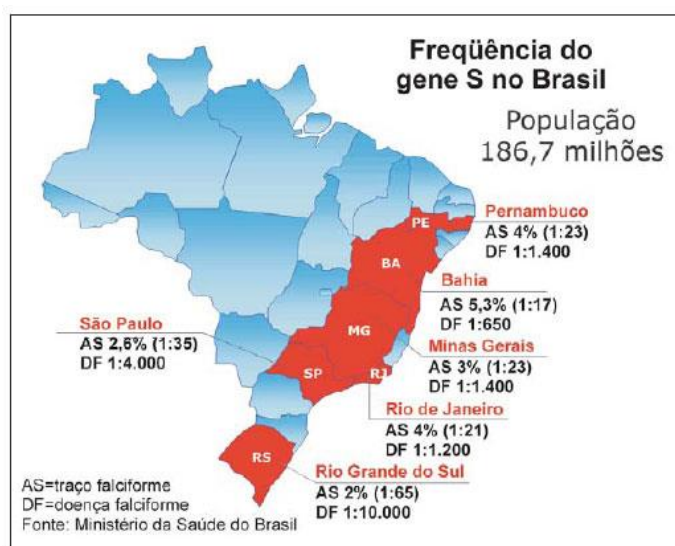 Freqüência do
gene S no Brasil
População
186,7 milhões
PE
Pernambuco
AS 4% (1:23)
DF 1:1.400
BA
Bahia
AS 5,3% (1:17)
DF 1:650
São Paulo
AS 2,6% (1:35)
DF 1:4.000
MG
Minas Gerais
AS 3% (1:23)
DF 1:1.400
SP
RJ
Rio de Janeiro
AS 4% (1:21)
DF 1:1.200
RS
Rio Grande do Sul
AS 2% (1:65)
DF 1:10.000
AS=traço falciforme
DF=doença falciforme
Fonte: Ministério da Saúde do Brasil